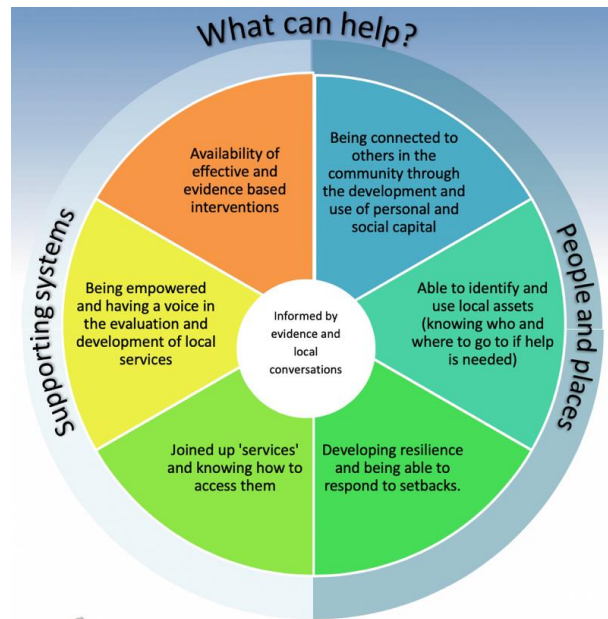 What can help?
Supporting systems
People and places
Availability of
effective and
evidence based
interventions
Being connected to
others in the
community through
the development and
use of personal and
social capital
Being empowered
and having a voice in
the evaluation and
development of local
services
Informed by
evidence and
local
conversations
Able to identify and
use local assets
(knowing who and
where to go to if help
is needed)
Joined up 'services'
and knowing how to
access them
Developing resilience
and being able to
respond to setbacks.